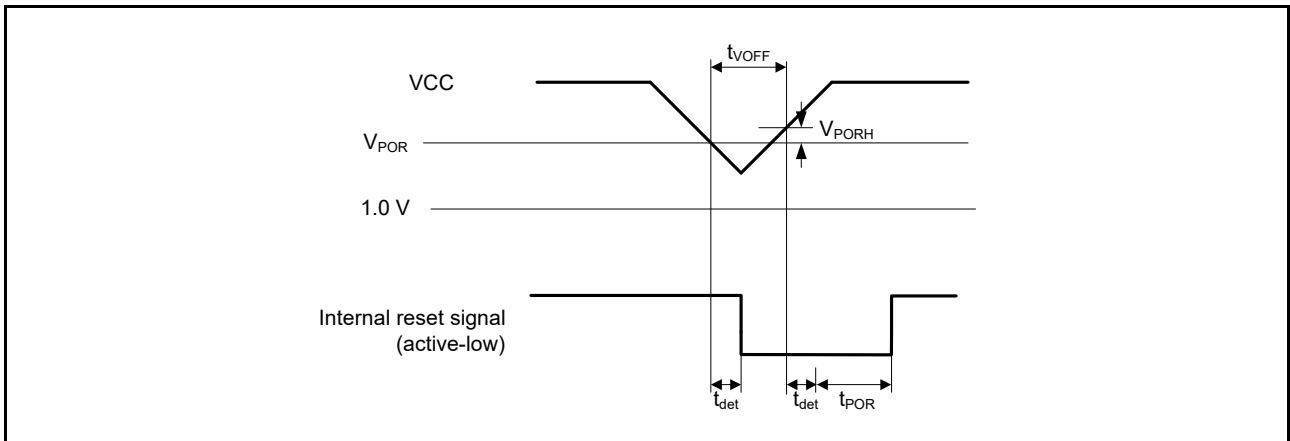 tVOFF
VCC
VPORH
VPOR
1.0 V
Internal reset signal
(active-low)
tdet
tdet
tPOR